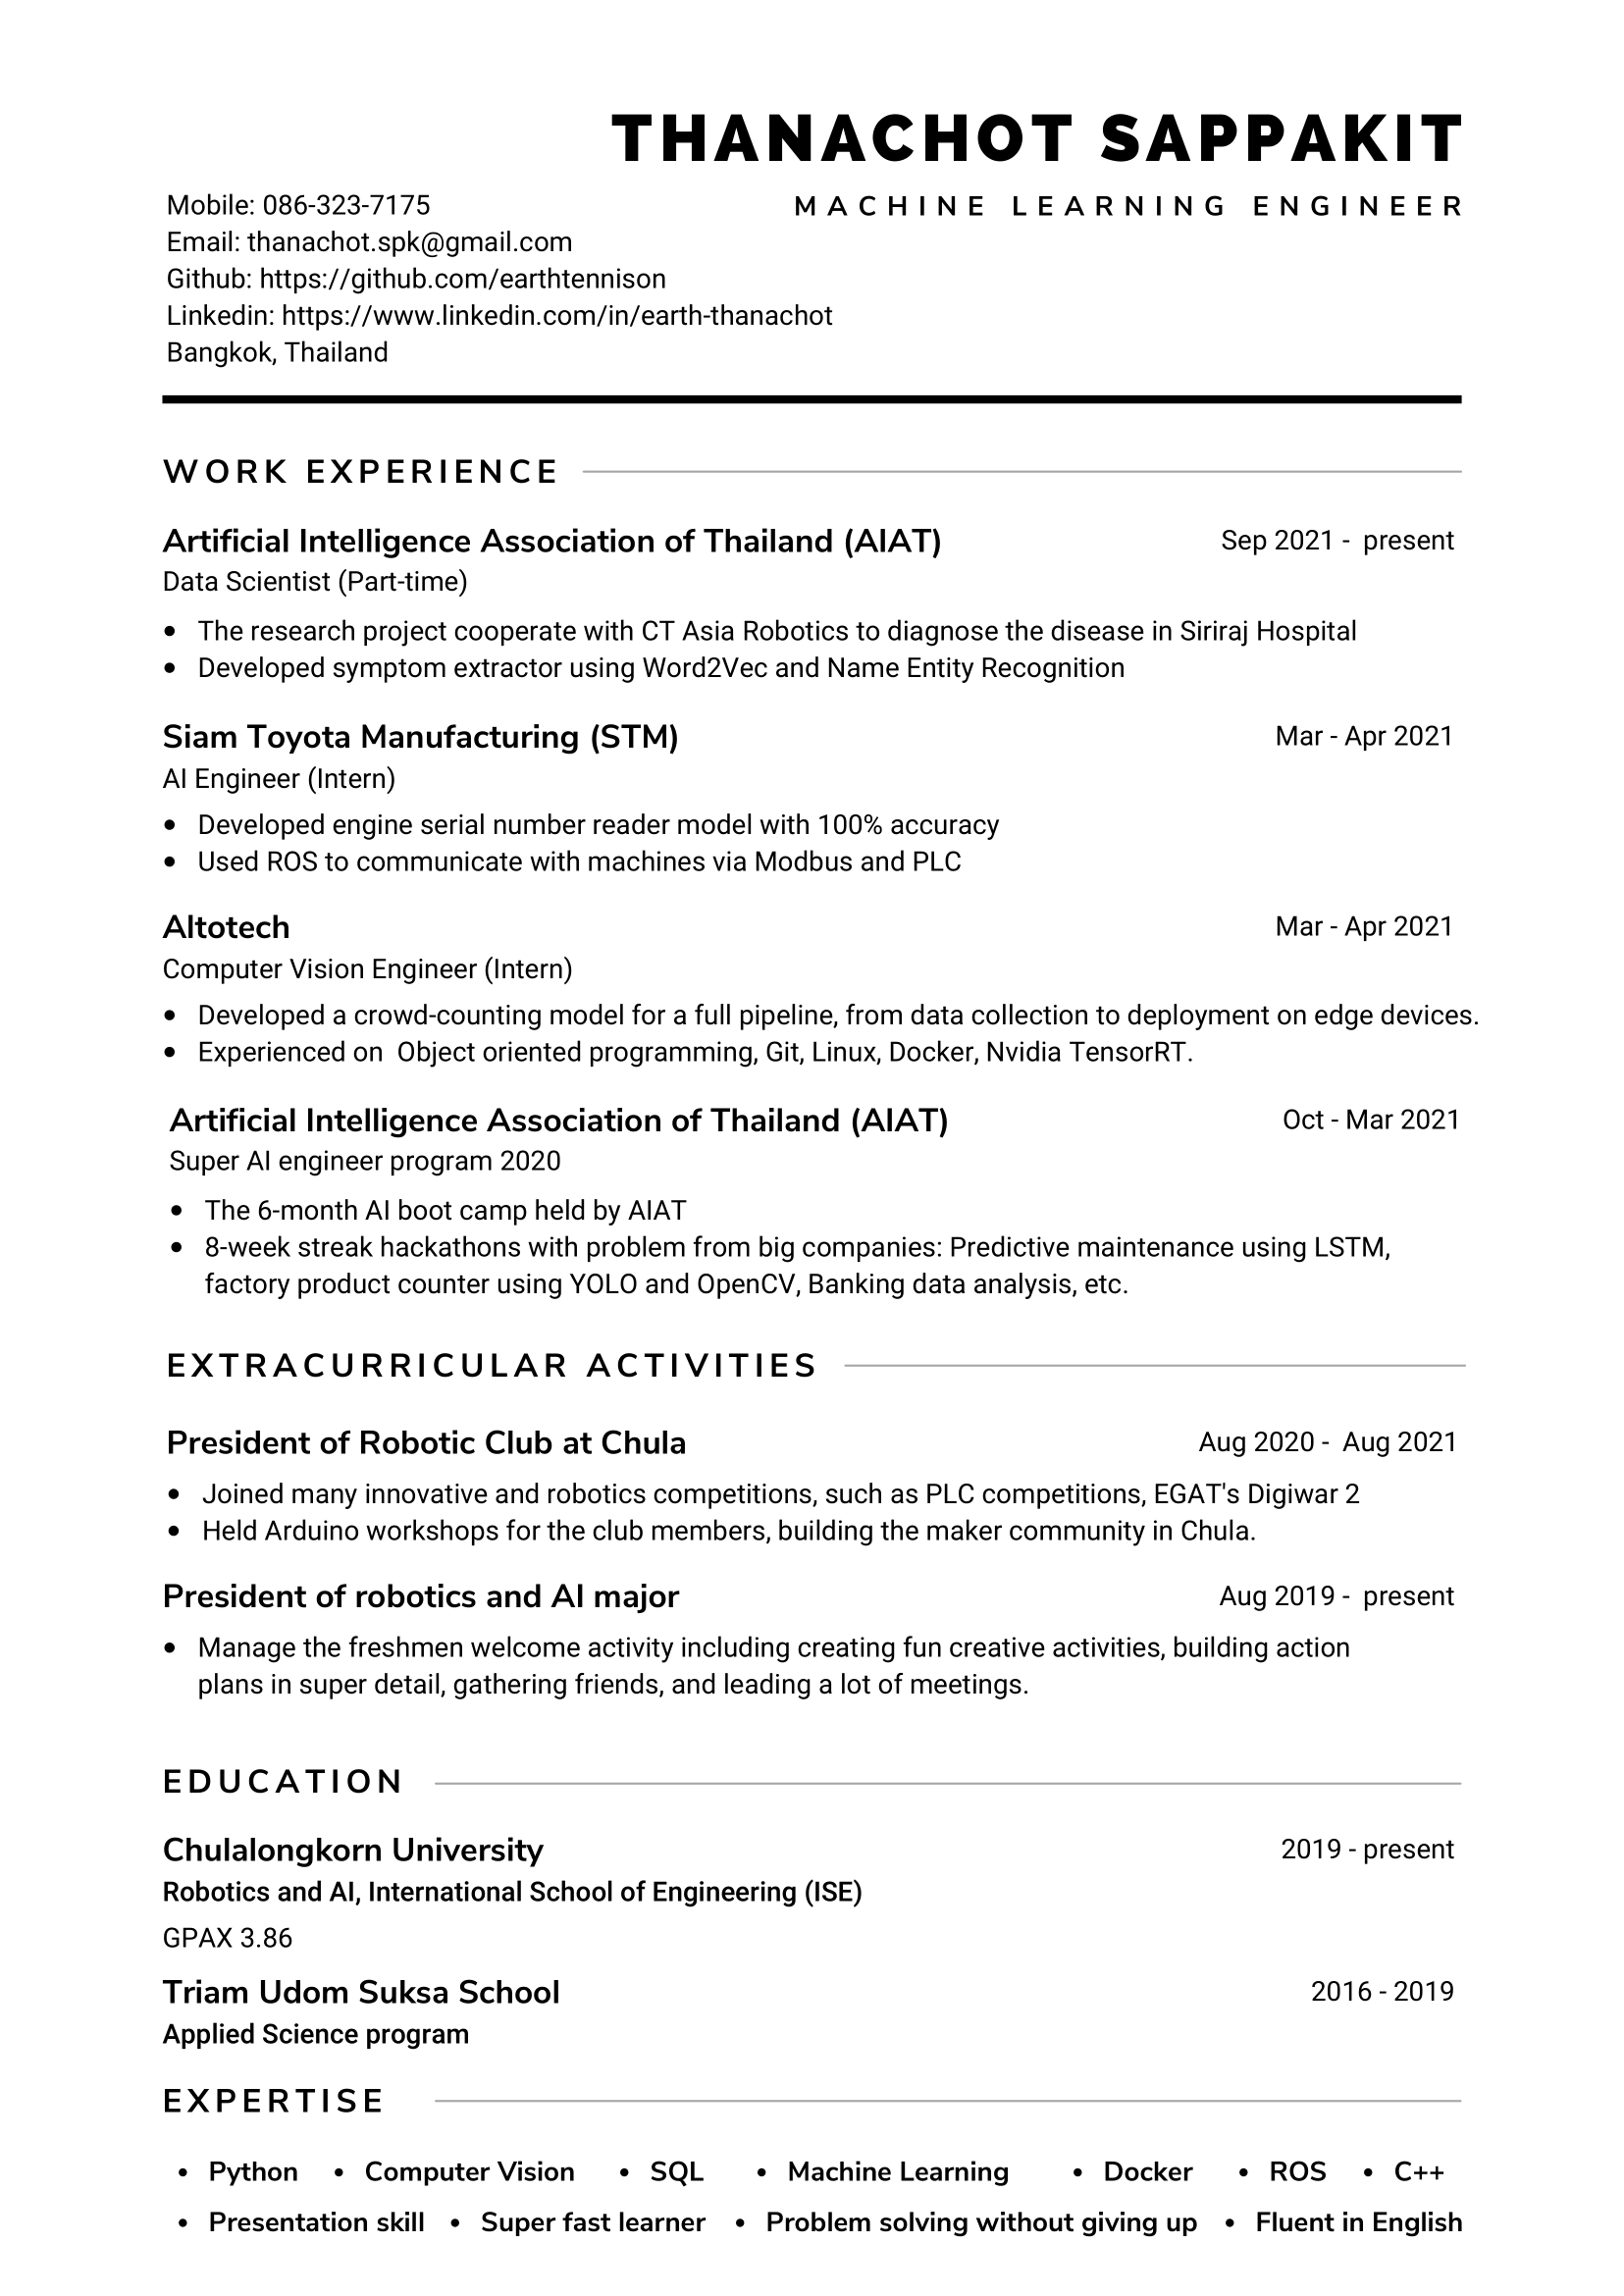 THANACHOT SAPPAKIT
MACHINE LEARNING ENGINEER
Mobile: 086-323-7175
Email: thanachot.spk@gmail.com
Github: https://github.com/earthtennison
Linkedin: https://www.linkedin.com/in/earth-thanachot
Bangkok, Thailand
WORK EXPERIENCE
Artificial Intelligence Association of Thailand (AIAT) Sep 2021 - present
Data Scientist (Part-time)
• The research project cooperate with CT Asia Robotics to diagnose the disease in Siriraj Hospital
• Developed symptom extractor using Word2Vec and Name Entity Recognition
Siam Toyota Manufacturing (STM) Mar - Apr 2021
AI Engineer (Intern)
• Developed engine serial number reader model with 100% accuracy
• Used ROS to communicate with machines via Modbus and PLC
Altotech Mar - Apr 2021
Computer Vision Engineer (Intern)
• Developed a crowd-counting model for a full pipeline, from data collection to deployment on edge devices.
• Experienced on Object oriented programming, Git, Linux, Docker, Nvidia TensorRT.
Artificial Intelligence Association of Thailand (AIAT) Oct - Mar 2021
Super AI engineer program 2020
• The 6-month AI boot camp held by AIAT
• 8-week streak hackathons with problem from big companies: Predictive maintenance using LSTM,
factory product counter using YOLO and OpenCV, Banking data analysis, etc.
EXTRACURRICULAR ACTIVITIES
President of Robotic Club at Chula Aug 2020 - Aug 2021
• Joined many innovative and robotics competitions, such as PLC competitions, EGAT's Digiwar 2
• Held Arduino workshops for the club members, building the maker community in Chula.
President of robotics and AI major Aug 2019 - present
• Manage the freshmen welcome activity including creating fun creative activities, building action
plans in super detail, gathering friends, and leading a lot of meetings.
EDUCATION
Chulalongkorn University 2019 - present
Robotics and AI, International School of Engineering (ISE)
GPAX 3.86
Triam Udom Suksa School 2016 - 2019
Applied Science program
EXPERTISE
• Python • Computer Vision • SQL • Machine Learning • Docker • ROS • C++
• Presentation skill • Super fast learner • Problem solving without giving up • Fluent in English